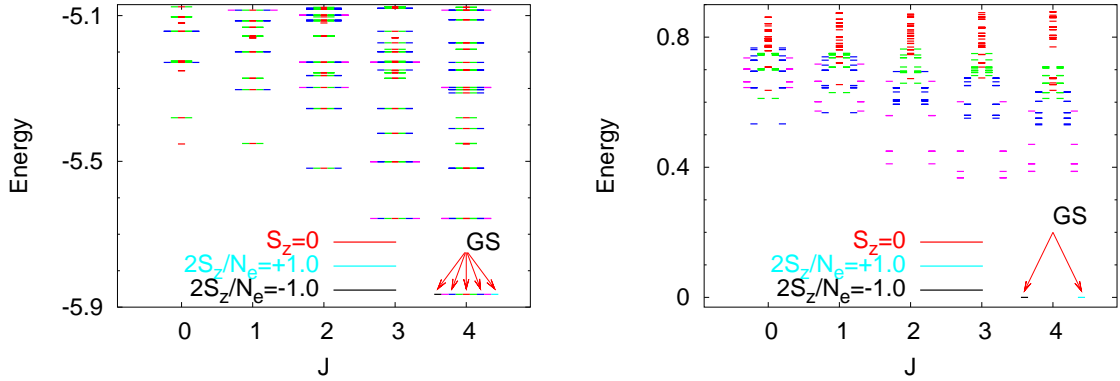 -5.1
-5.5
-5.9
Energy
0 1 2 3 4
J
S_z=0
2S_z/N_e=+1.0
2S_z/N_e=-1.0
GS
0.8
0.4
0
Energy
0 1 2 3 4
J
S_z=0
2S_z/N_e=+1.0
2S_z/N_e=-1.0
GS